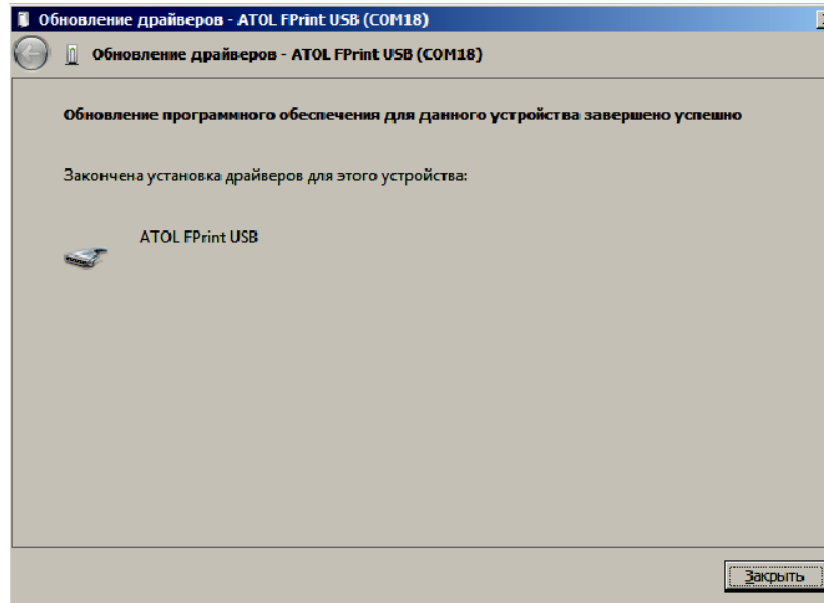 Обновление драйверов - ATOL FPrint USB (COM18)
Обновление драйверов - ATOL FPrint USB (COM18)
Обновление программного обеспечения для данного устройства завершено успешно
Закончена установка драйверов для этого устройства:
ATOL FPrint USB
Закрыть